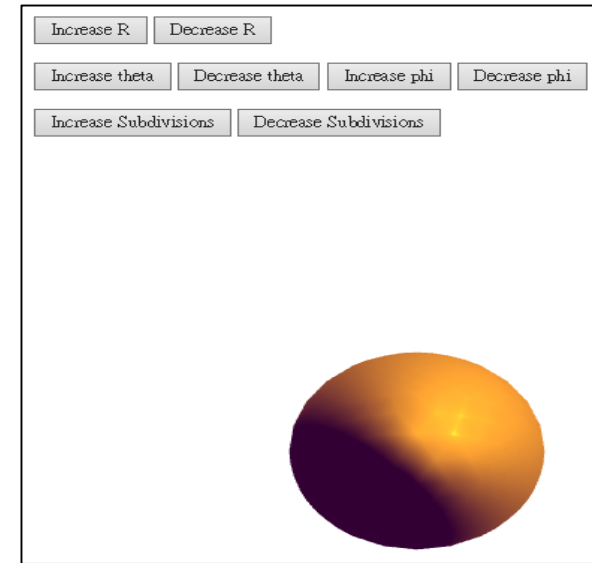 Increase R Decrease R
Increase theta Decrease theta Increase phi Decrease phi
Increase Subdivisions Decrease Subdivisions